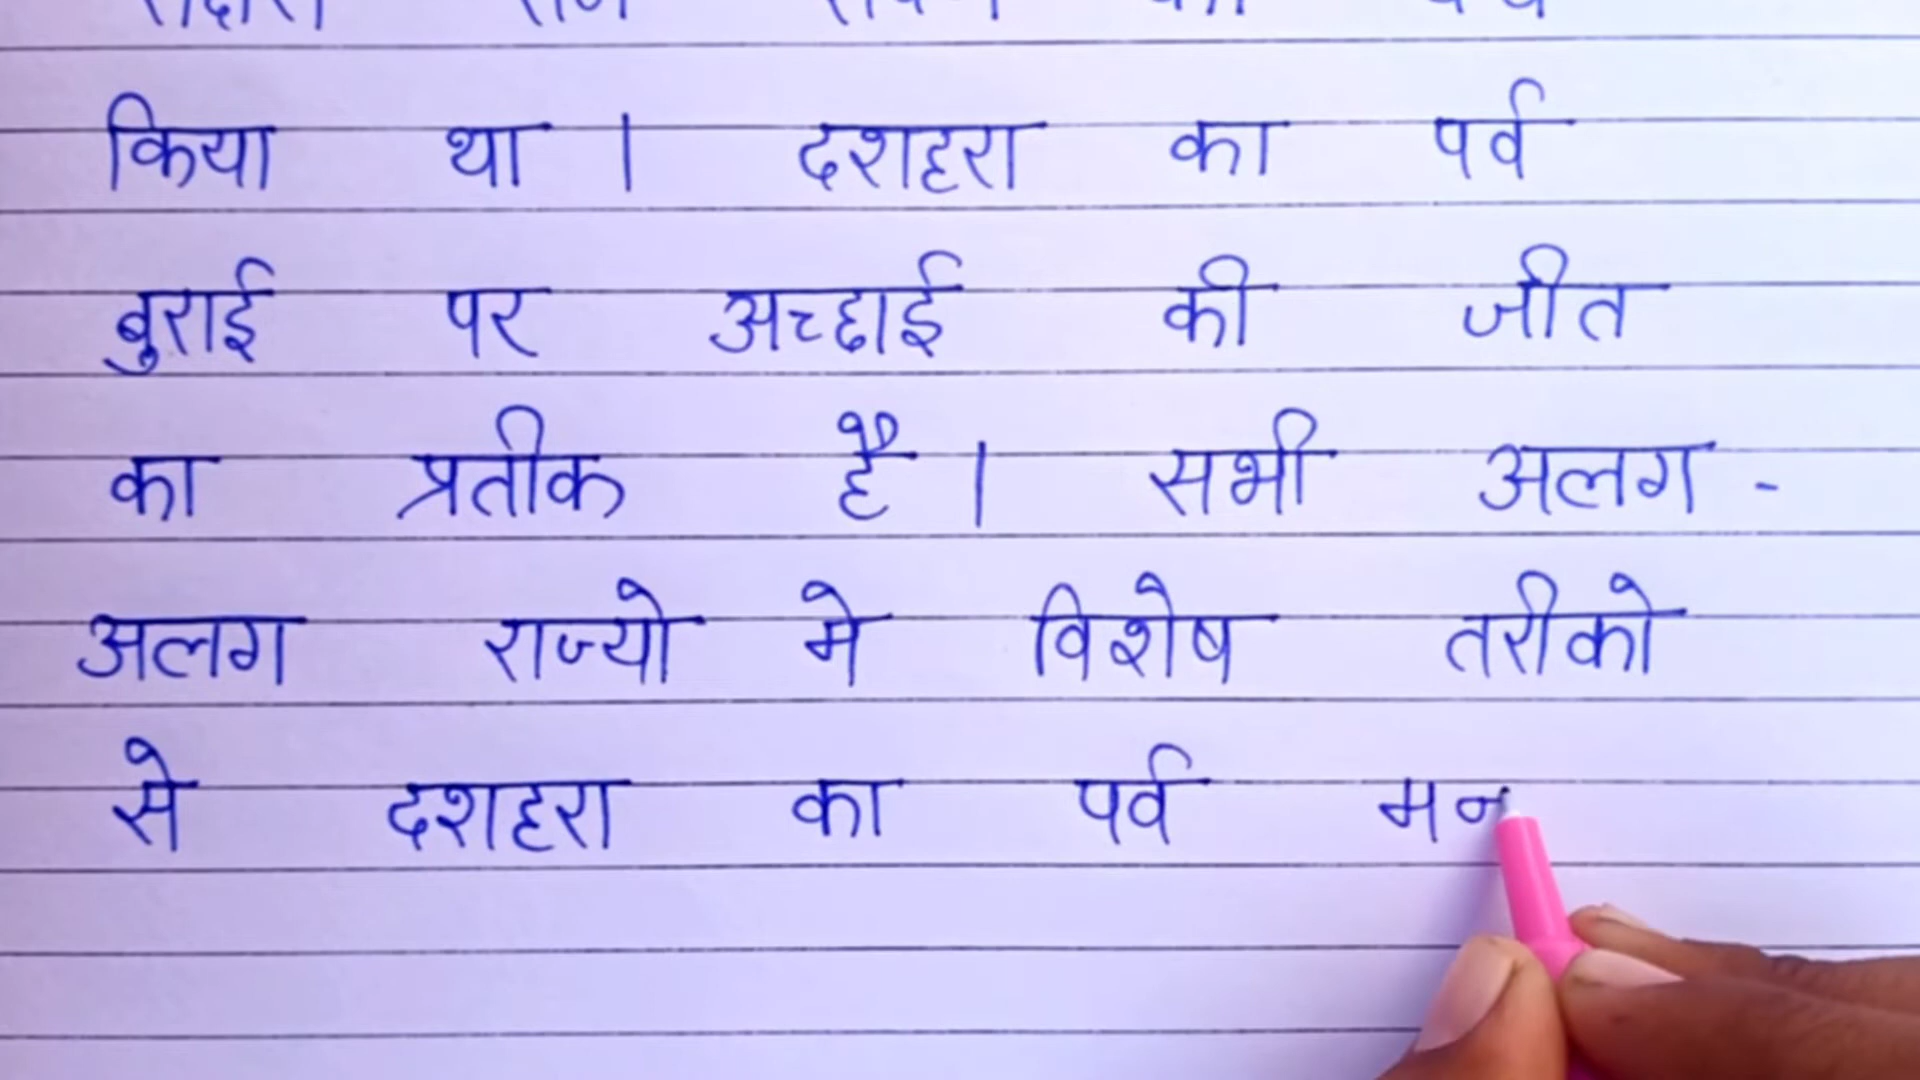 किया था । दशहरा का पर्व
बुराई पर अच्छाई की जीत
का प्रतीक है । सभी अलग -
अलग राज्यो मे विशेष तरीको
से दशहरा का पर्व मन